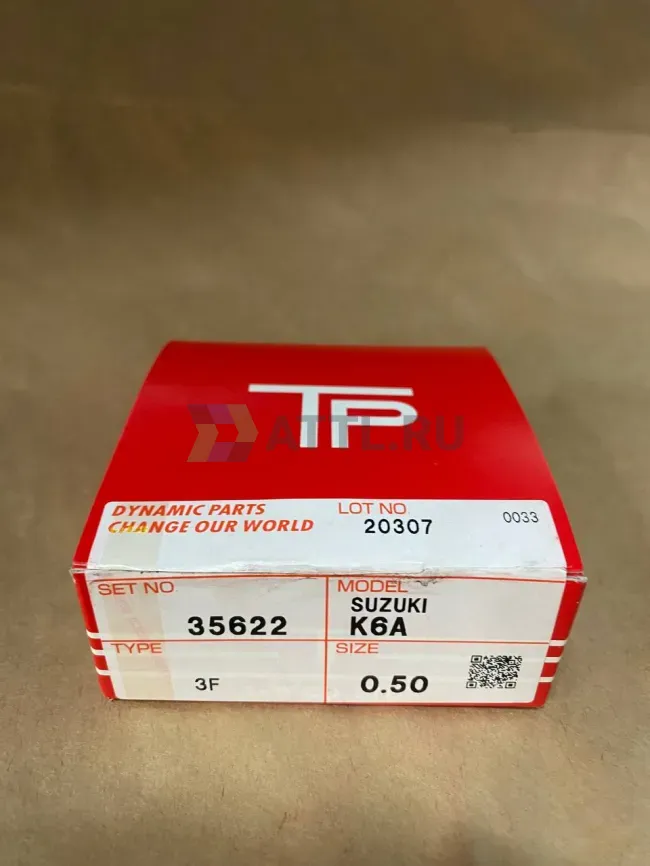 TP
ATTL.RU
DYNAMIC PARTS
CHANGE OUR WORLD
LOT NO.
20307
0033
SET NO
35622
MODEL
SUZUKI
K6A
TYPE
3F
SIZE
0.50